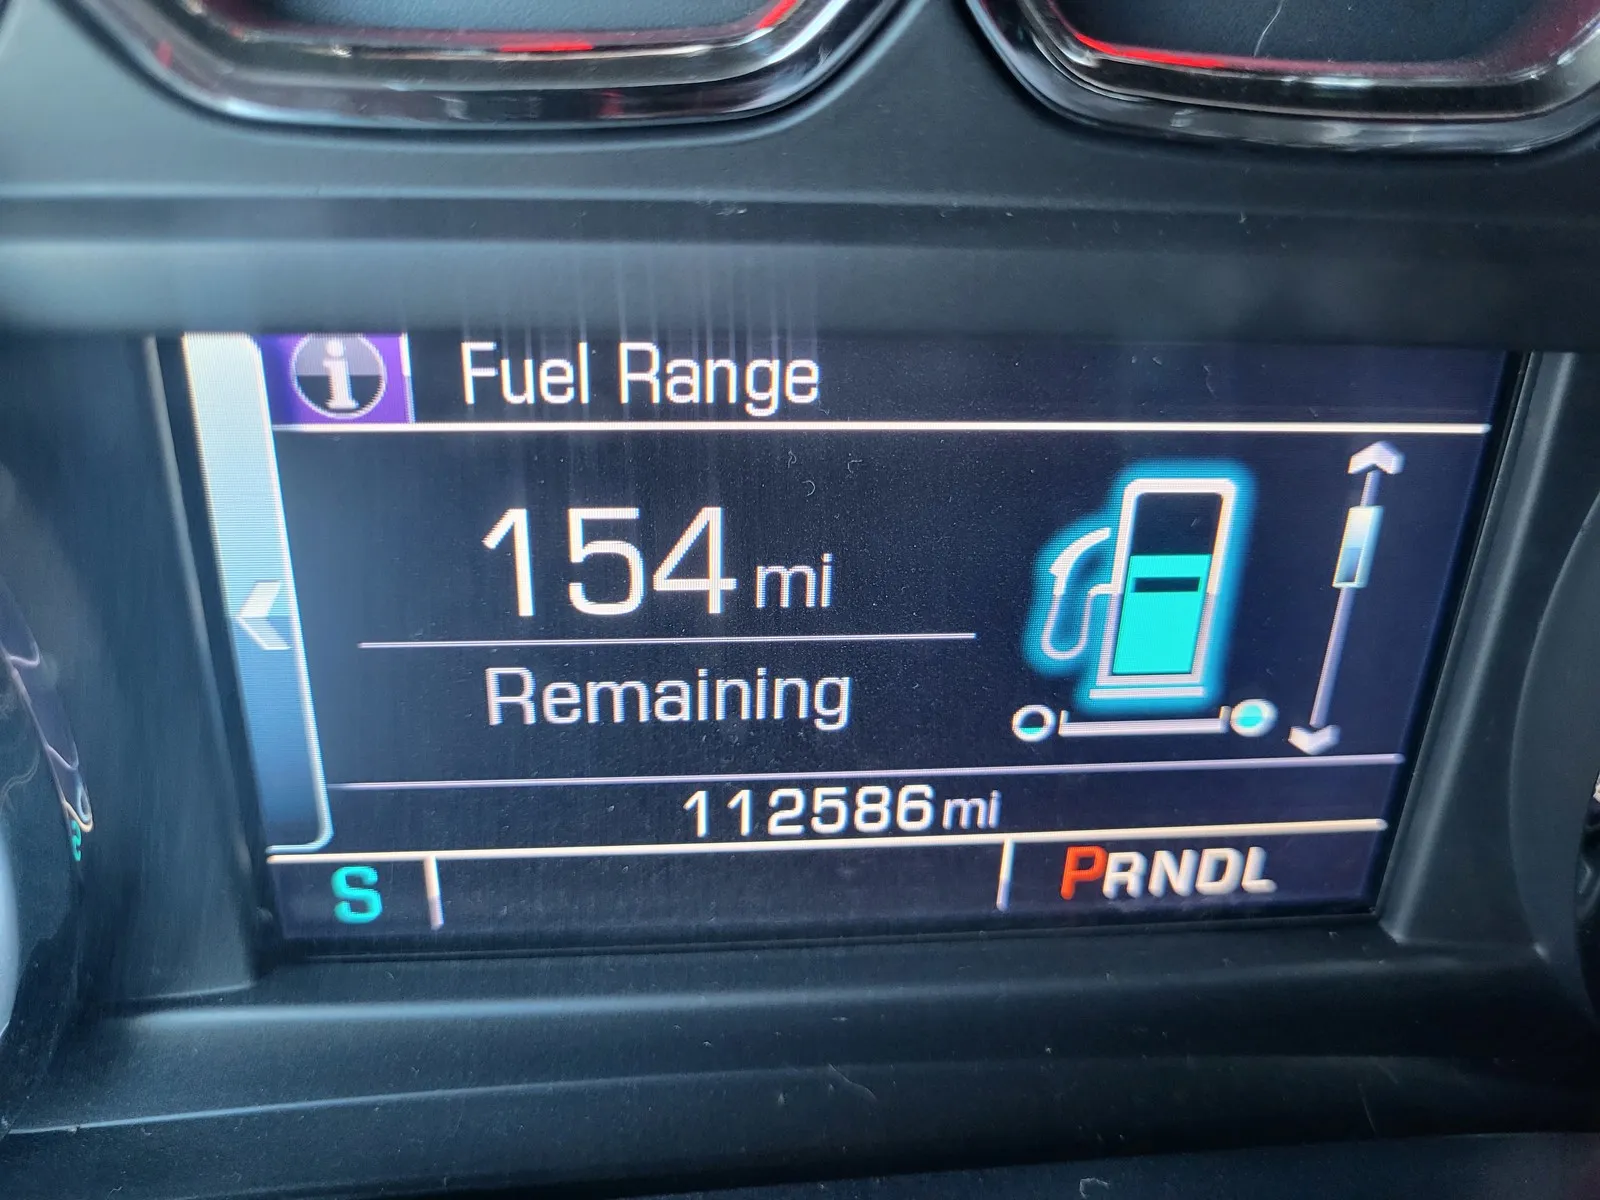 i Fuel Range
154 mi
Remaining
112586 mi
S PRNDL